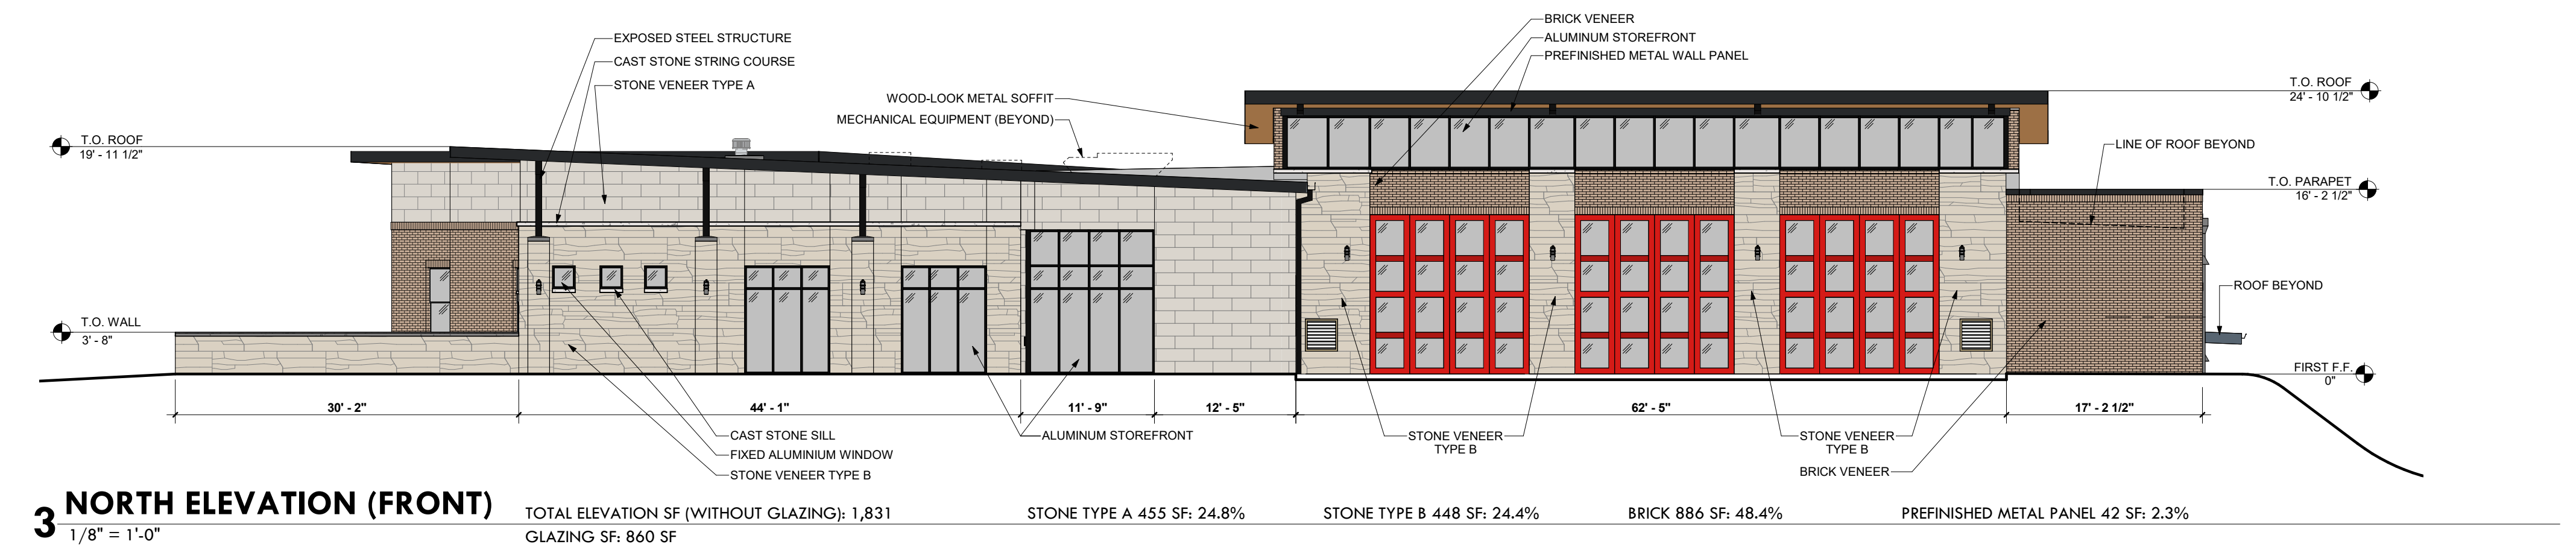 BRICK VENEER
ALUMINUM STOREFRONT
PREFINISHED METAL WALL PANEL
EXPOSED STEEL STRUCTURE
CAST STONE STRING COURSE
STONE VENEER TYPE A
WOOD-LOOK METAL SOFFIT
MECHANICAL EQUIPMENT (BEYOND)
T.O. ROOF
24' - 10 1/2"
T.O. ROOF
19' - 11 1/2"
LINE OF ROOF BEYOND
T.O. PARAPET
16' - 2 1/2"
ROOF BEYOND
T.O. WALL
3' - 8"
FIRST F.F.
0"
30' - 2"
44' - 1"
11' - 9"
12' - 5"
62' - 5"
17' - 2 1/2"
CAST STONE SILL
FIXED ALUMINIUM WINDOW
STONE VENEER TYPE B
ALUMINUM STOREFRONT
STONE VENEER
TYPE B
STONE VENEER
TYPE B
BRICK VENEER
3 NORTH ELEVATION (FRONT)
1/8" = 1'-0"
TOTAL ELEVATION SF (WITHOUT GLAZING): 1,831
GLAZING SF: 860 SF
STONE TYPE A 455 SF: 24.8%
STONE TYPE B 448 SF: 24.4%
BRICK 886 SF: 48.4%
PREFINISHED METAL PANEL 42 SF: 2.3%